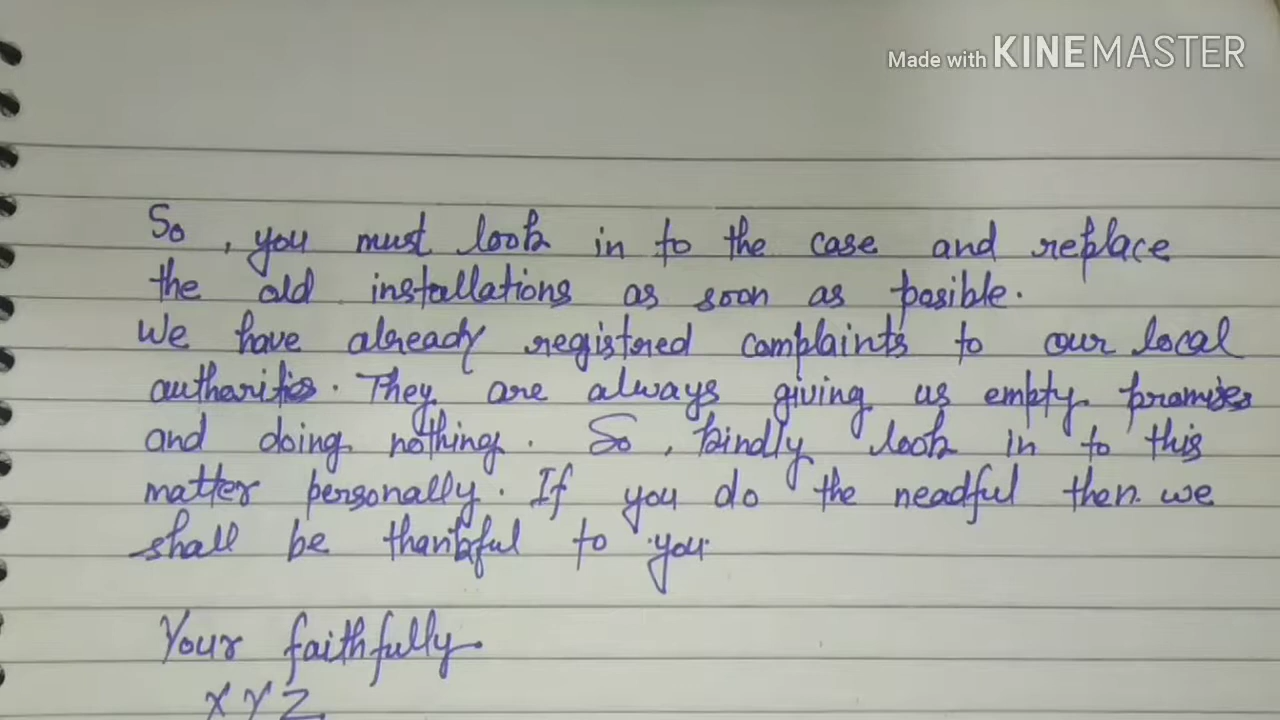 Made with KINEMASTER
So, you must look in to the case and replace
the old installations as soon as posible.
We have already registred complaints to our local
autharities. They are always giving us empty promises
and doing nothing. So, kindly look in to this
matter personally. If you do the neadful then we
shall be thankful to you.
Your faithfully
XYZ